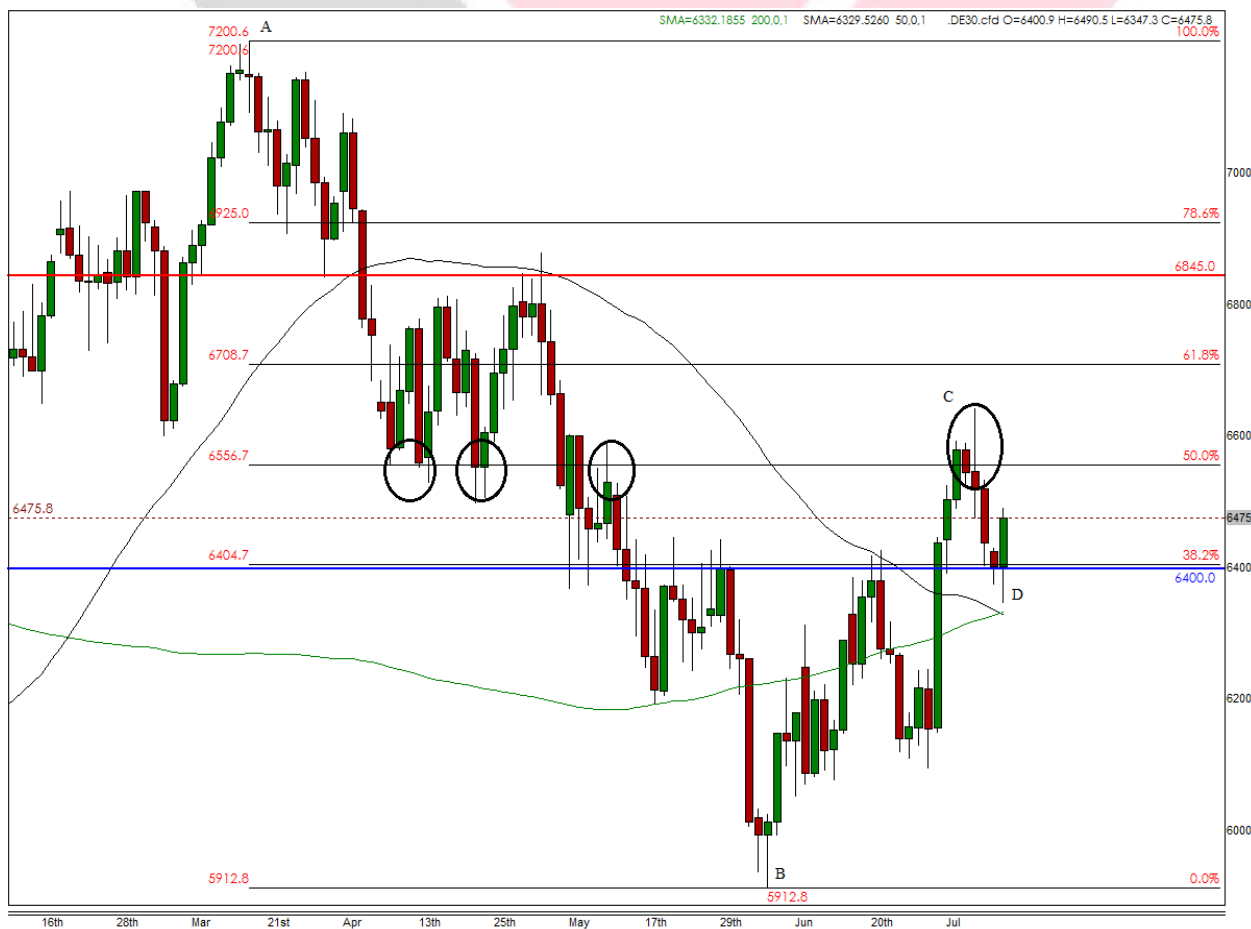 SMA=6332.1855 200,0,1 SMA=6329.5260 50,0,1 .DE30.cfd O=6400.9 H=6490.5 L=6347.3 C=6475.8
7200.6 A 100.0%
7200.6
7000
6925.0 78.6%
6845.0
6800
6708.7 61.8%
C
6600
6556.7 50.0%
6475.8 6475
6404.7 38.2%
6400
6400.0
D
6200
6000
B
5912.8 0.0%
5912.8
16th 28th Mar 21st Apr 13th 25th May 17th 29th Jun 20th Jul